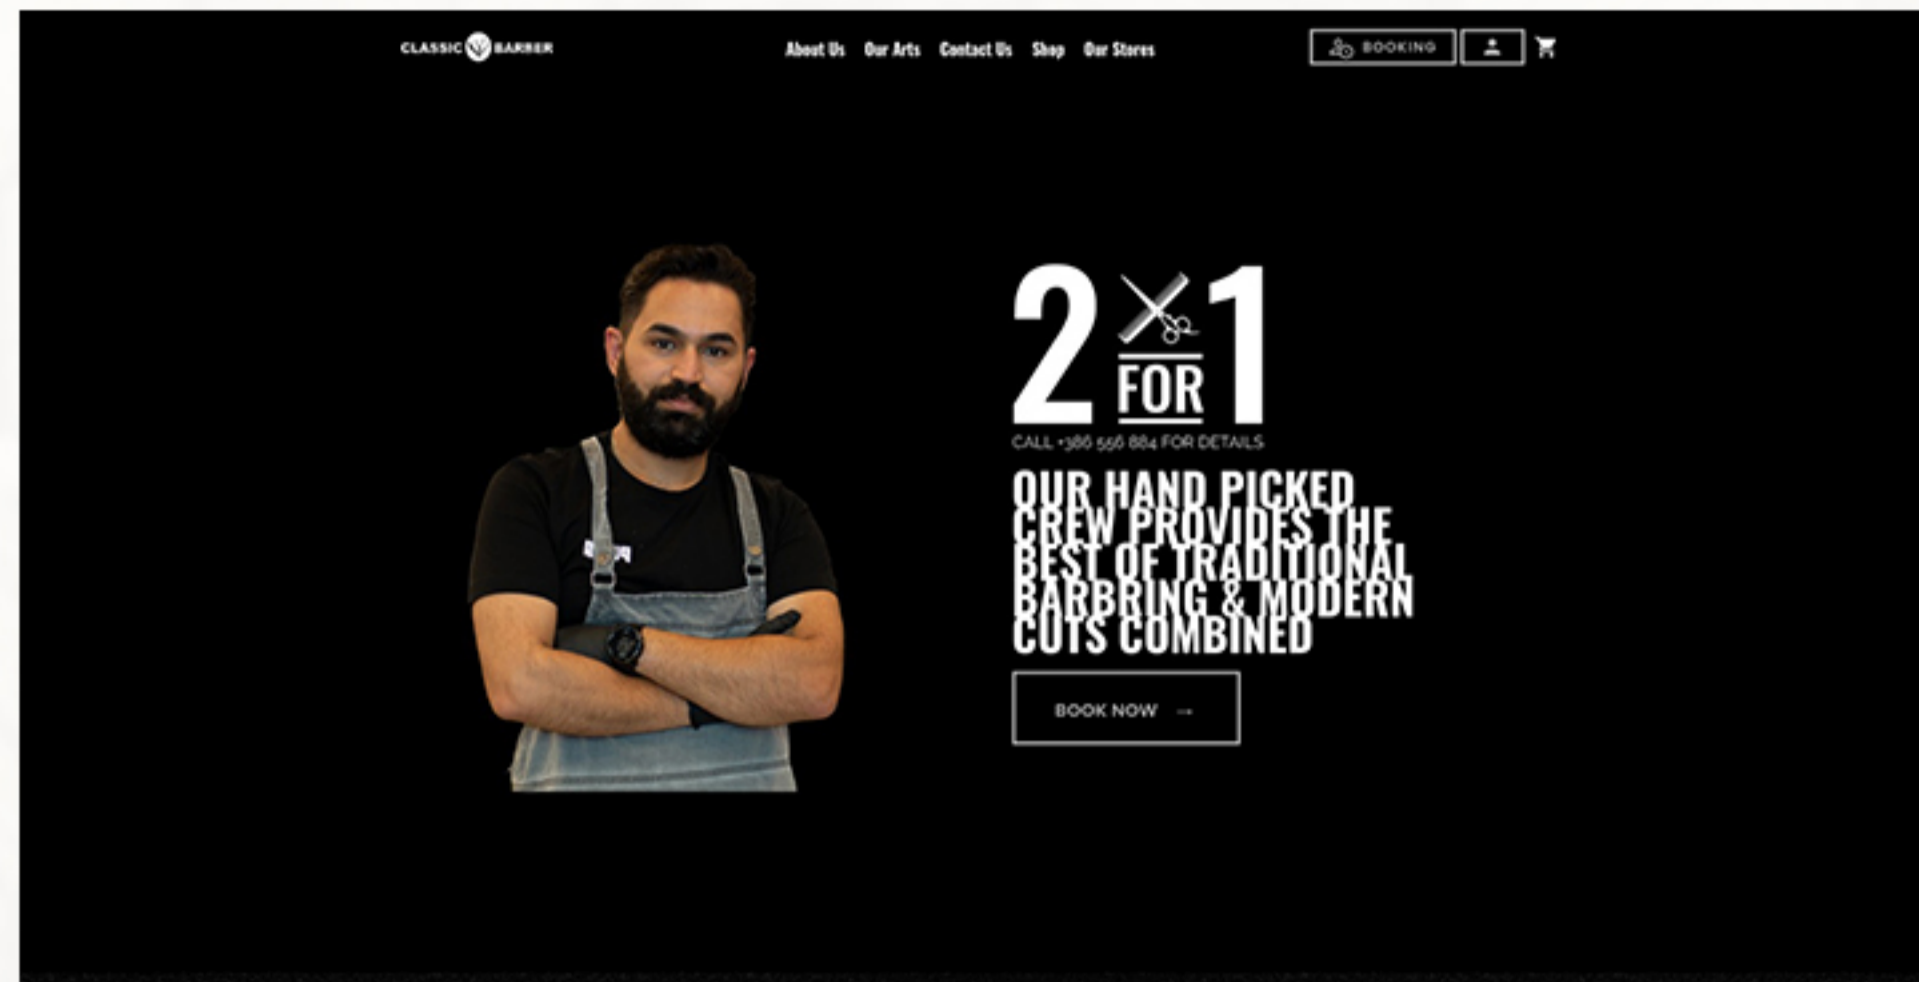 CLASSIC BARBER
About Us Our Arts Contact Us Shop Our Stores
BOOKING
2 FOR 1
CALL +386 556 884 FOR DETAILS
OUR HAND PICKED
CREW PROVIDES THE
BEST OF TRADITIONAL
BARBRING & MODERN
CUTS COMBINED
BOOK NOW →